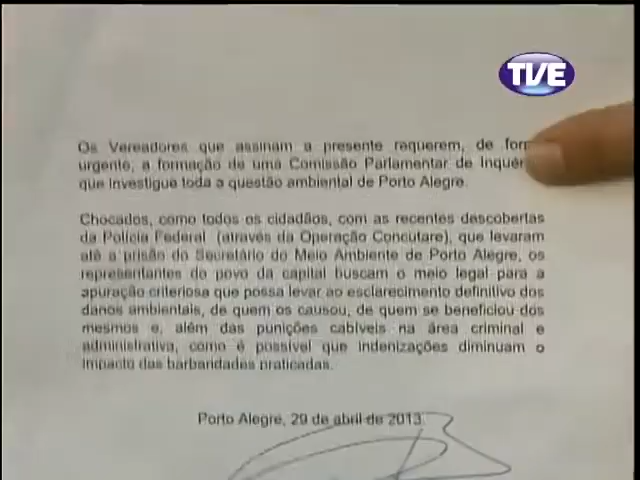 TVE
Os Vereadores que assinam a presente requerem, de form
urgente, a formação de uma Comissão Parlamentar de Inquér
que investigue toda a questão ambiental de Porto Alegre.
Chocados, como todos os cidadãos, com as recentes descobertas
da Polícia Federal (através da Operação Concutare), que levaram
até a prisão do Secretário do Meio Ambiente de Porto Alegre, os
representantes do povo da capital buscam o meio legal para a
apuração criteriosa que possa levar ao esclarecimento definitivo dos
danos ambientais, de quem os causou, de quem se beneficiou dos
mesmos e, além das punições cabíveis na área criminal e
administrativa, como é possível que indenizações diminuam o
impacto das barbaridades praticadas.
Porto Alegre, 29 de abril de 2013.